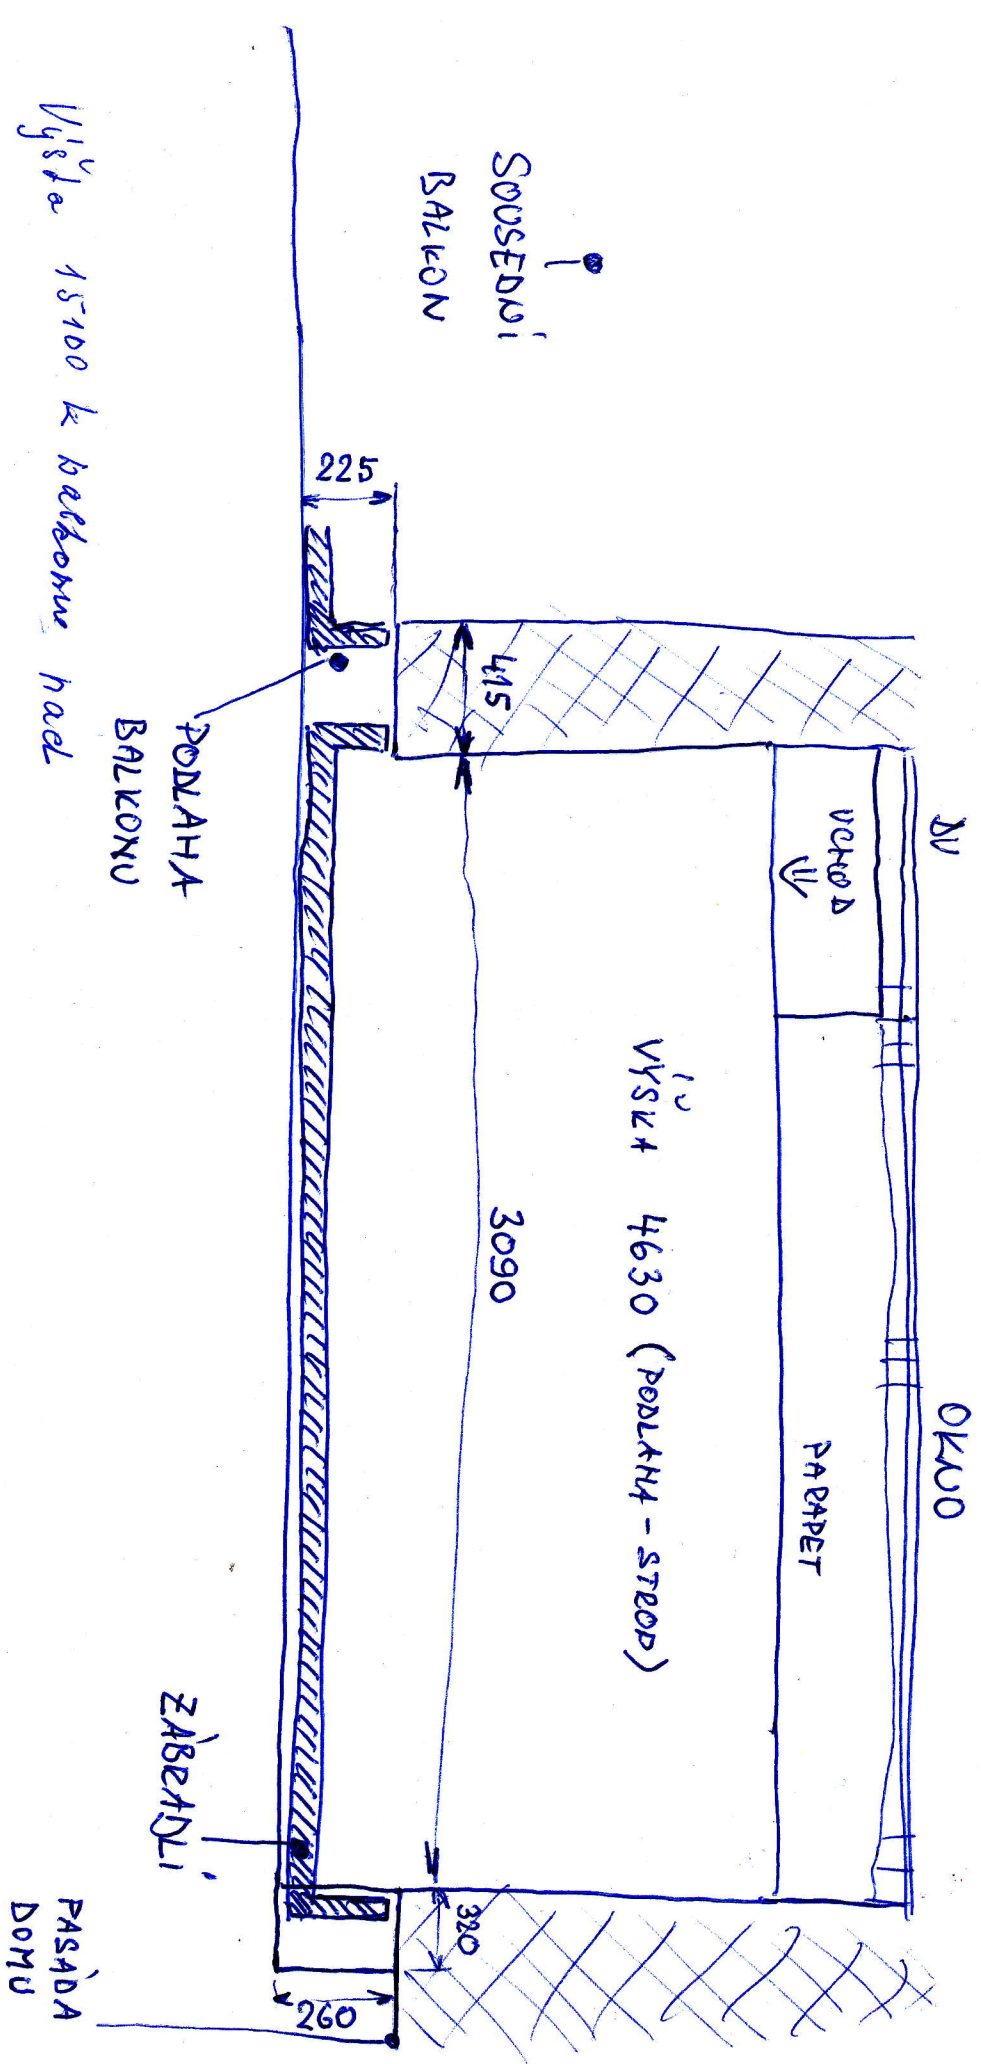 DV
OKNO
VCHOD
PARAPET
SOUSEDNÍ
BALKON
VÝŠKA 4630 (PODLAHA - STROP)
415
3090
320
225
260
PODLAHA
BALKONU
ZÁBRADLÍ
FASÁDA
DOMU
Výška 15100 k balkonu nad